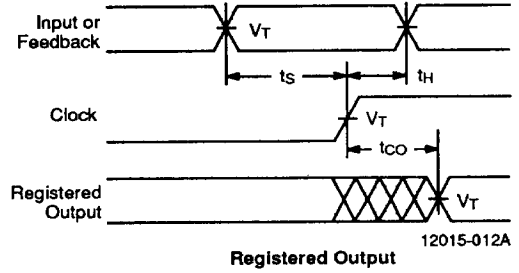 Input or
Feedback
VT
tS
tH
Clock
VT
tCO
Registered
Output
VT
12015-012A
Registered Output